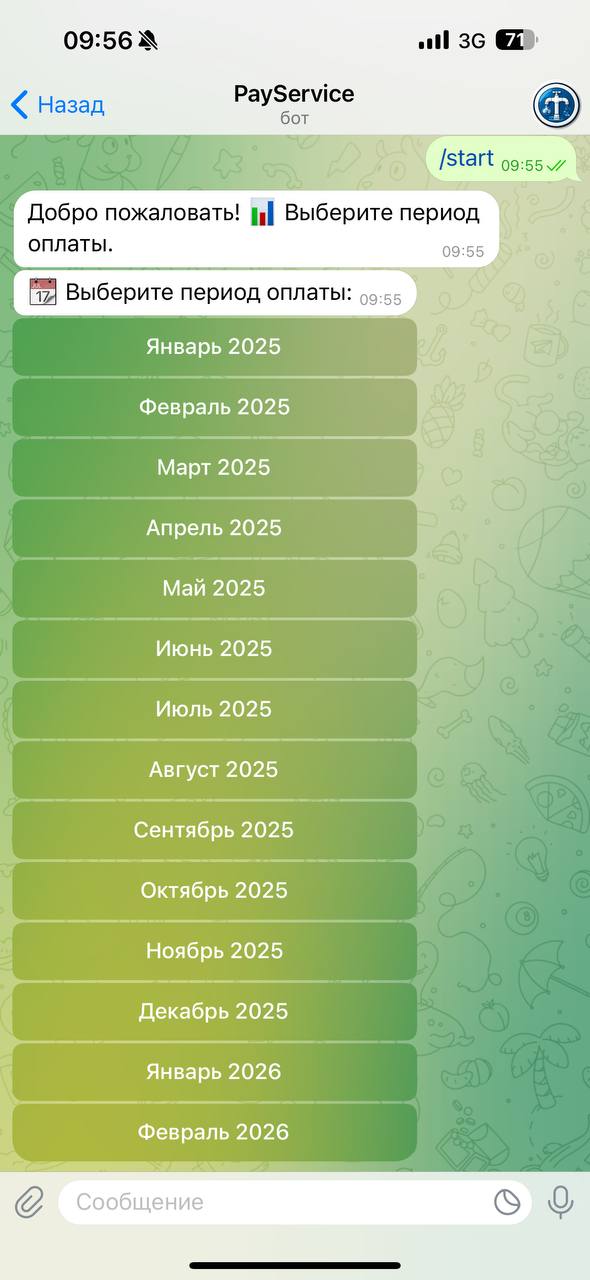 09:56
3G
71
Назад
PayService
бот
/start 09:55
Добро пожаловать! Выберите период
оплаты. 09:55
17 Выберите период оплаты: 09:55
Январь 2025
Февраль 2025
Март 2025
Апрель 2025
Май 2025
Июнь 2025
Июль 2025
Август 2025
Сентябрь 2025
Октябрь 2025
Ноябрь 2025
Декабрь 2025
Январь 2026
Февраль 2026
Сообщение